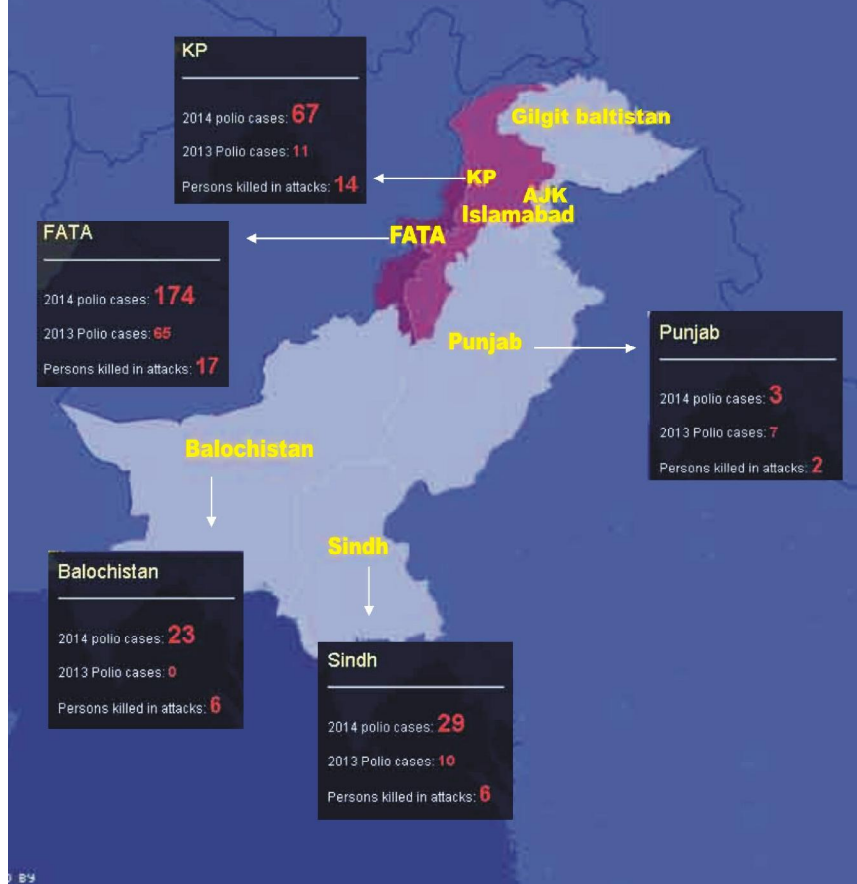 KP
2014 polio cases: 67
2013 Polio cases: 11
Persons killed in attacks: 14
Gilgit baltistan
KP
AJK
Islamabad
FATA
FATA
2014 polio cases: 174
2013 Polio cases: 65
Persons killed in attacks: 17
Punjab
Punjab
2014 polio cases: 3
2013 Polio cases: 7
Persons killed in attacks: 2
Balochistan
Sindh
Balochistan
2014 polio cases: 23
2013 Polio cases: 0
Persons killed in attacks: 6
Sindh
2014 polio cases: 29
2013 Polio cases: 10
Persons killed in attacks: 6
BY